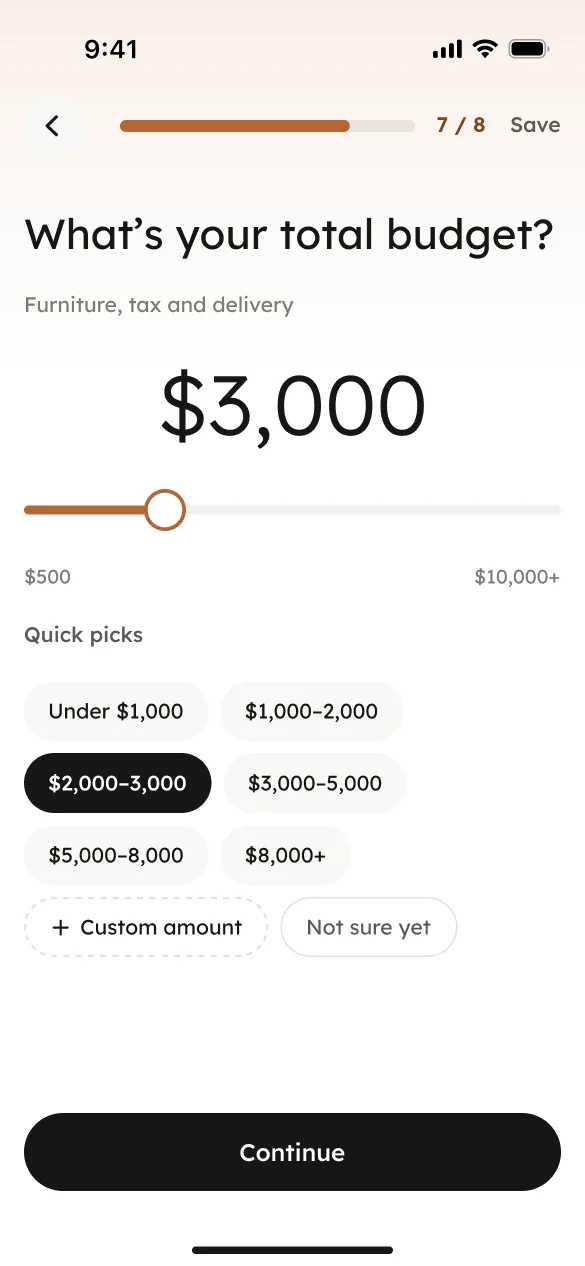 9:41
7 / 8 Save
What’s your total budget?
Furniture, tax and delivery
$3,000
$500 $10,000+
Quick picks
Under $1,000 $1,000–2,000
$2,000–3,000 $3,000–5,000
$5,000–8,000 $8,000+
+ Custom amount Not sure yet
Continue